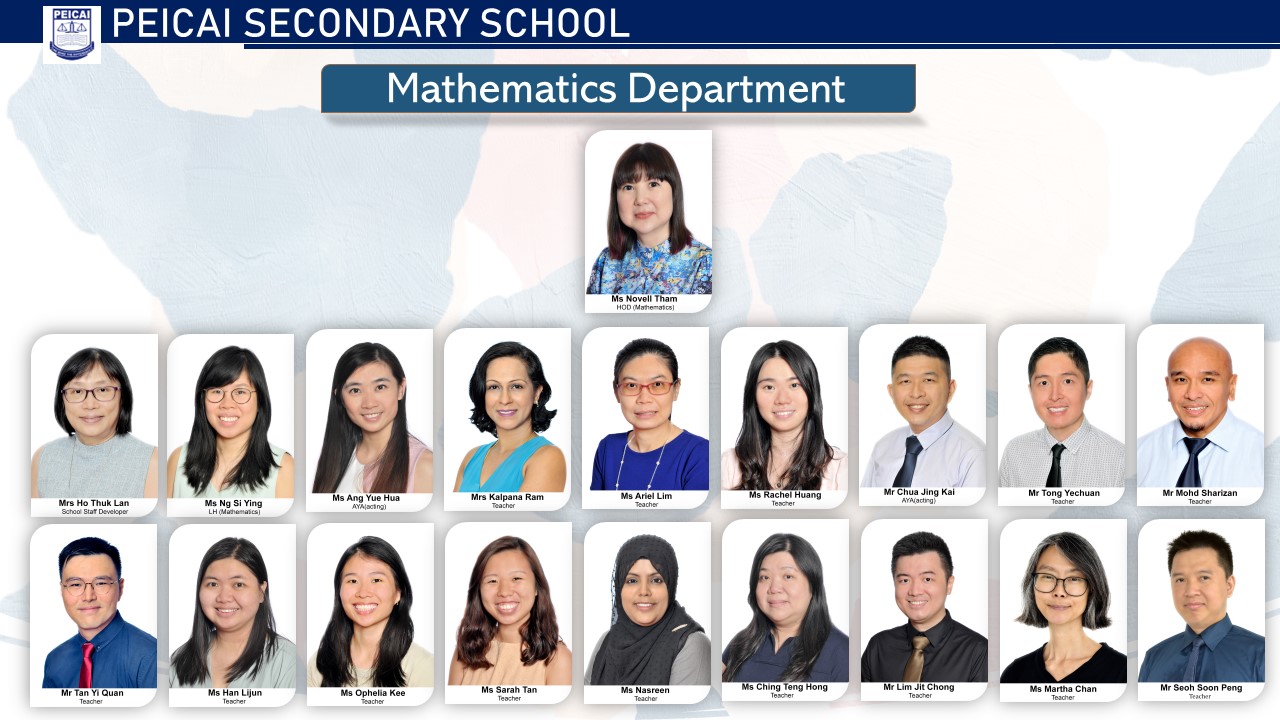 PEICAI
PEICAI SECONDARY SCHOOL
Mathematics Department
Ms Novell Tham
HOD (Mathematics)
Mrs Ho Thuk Lan
School Staff Developer
Ms Ng Si Ying
LH (Mathematics)
Ms Ang Yue Hua
AYA(acting)
Mrs Kalpana Ram
Teacher
Ms Ariel Lim
Teacher
Ms Rachel Huang
Teacher
Mr Chua Jing Kai
AYA(acting)
Mr Tong Yechuan
Teacher
Mr Mohd Sharizan
Teacher
Mr Tan Yi Quan
Teacher
Ms Han Lijun
Teacher
Ms Ophelia Kee
Teacher
Ms Sarah Tan
Teacher
Ms Nasreen
Teacher
Ms Ching Teng Hong
Teacher
Mr Lim Jit Chong
Teacher
Ms Martha Chan
Teacher
Mr Seoh Soon Peng
Teacher